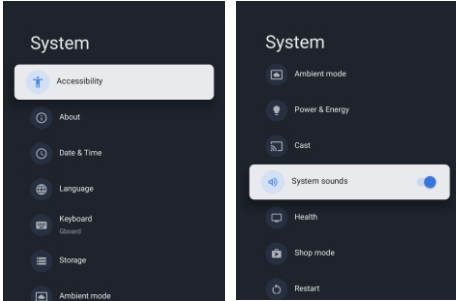 System
Accessibility
About
Date & Time
Language
Keyboard
Gboard
Storage
Ambient mode
System
Ambient mode
Power & Energy
Cast
System sounds
Health
Shop mode
Restart